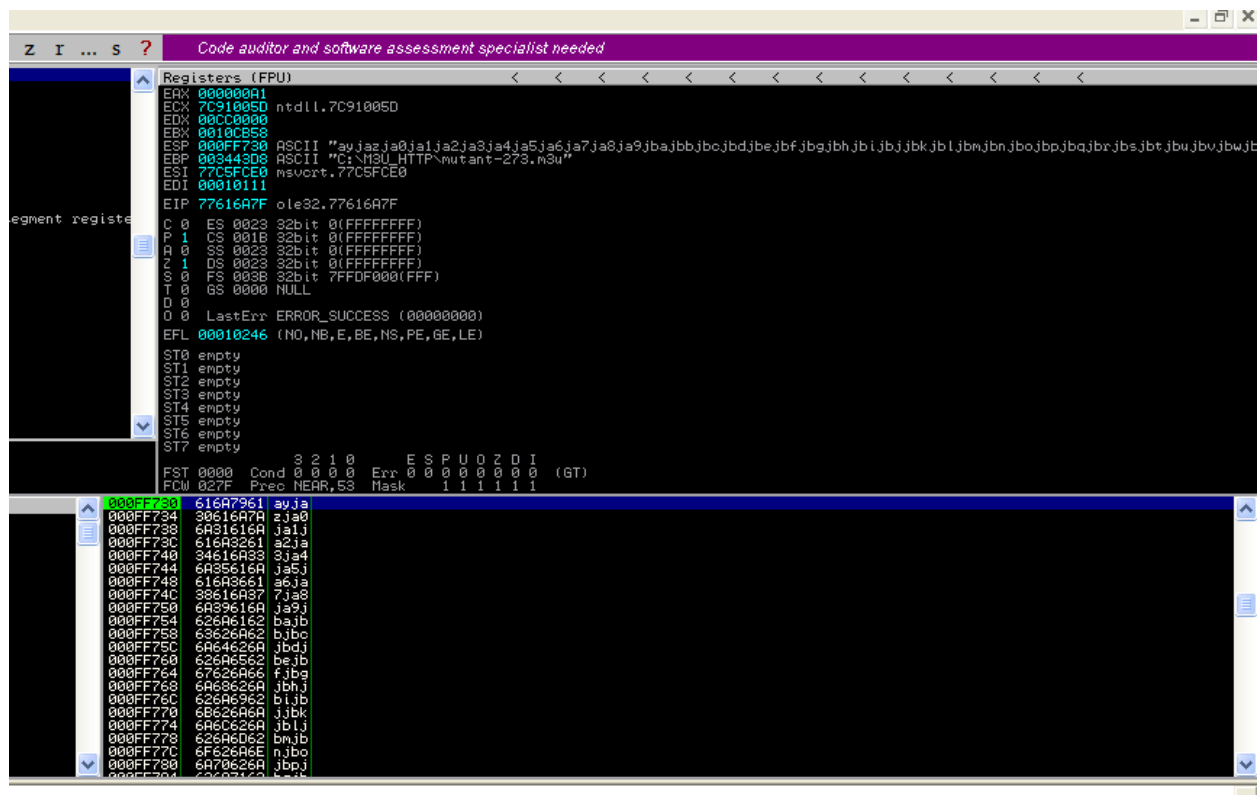 z r ... s ?
Code auditor and software assessment specialist needed
Registers (FPU) < < < < < < < < < < < < < <
EAX 000000A1
ECX 7C91005D ntdll.7C91005D
EDX 00CC0000
EBX 0010CB58
ESP 000FF730 ASCII "ayjazja0ja1ja2ja3ja4ja5ja6ja7ja8ja9jbajbbjbcjbdjbejbfjbgjbhjbijbjjbkjbljbmjbnjbojbpjbqjbrjbsjbtjbujbvjbwjb
EBP 003443D8 ASCII "C:\M3U_HTTP\mutant-273.m3u"
ESI 77C5FCE0 msvcrt.77C5FCE0
EDI 00010111
EIP 77616A7F ole32.77616A7F
egment registe
C 0 ES 0023 32bit 0(FFFFFFFF)
P 1 CS 001B 32bit 0(FFFFFFFF)
A 0 SS 0023 32bit 0(FFFFFFFF)
Z 1 DS 0023 32bit 0(FFFFFFFF)
S 0 FS 003B 32bit 7FFDF000(FFF)
T 0 GS 0000 NULL
D 0
O 0 LastErr ERROR_SUCCESS (00000000)
EFL 00010246 (NO,NB,E,BE,NS,PE,GE,LE)
ST0 empty
ST1 empty
ST2 empty
ST3 empty
ST4 empty
ST5 empty
ST6 empty
ST7 empty
3 2 1 0 E S P U O Z D I
FST 0000 Cond 0 0 0 0 Err 0 0 0 0 0 0 0 0 (GT)
FCW 027F Prec NEAR,53 Mask 1 1 1 1 1 1
000FF730 616A7961 ayja
000FF734 30616A7A zja0
000FF738 6A31616A ja1j
000FF73C 616A3261 a2ja
000FF740 34616A33 3ja4
000FF744 6A35616A ja5j
000FF748 616A3661 a6ja
000FF74C 38616A37 7ja8
000FF750 6A39616A ja9j
000FF754 626A6162 bajb
000FF758 63626A62 bjbc
000FF75C 6A64626A jbdj
000FF760 626A6562 bejb
000FF764 67626A66 fjbg
000FF768 6A68626A jbhj
000FF76C 626A6962 bijb
000FF770 6B626A6A jjbk
000FF774 6A6C626A jblj
000FF778 626A6D62 bmjb
000FF77C 6F626A6E njbo
000FF780 6A70626A jbpj